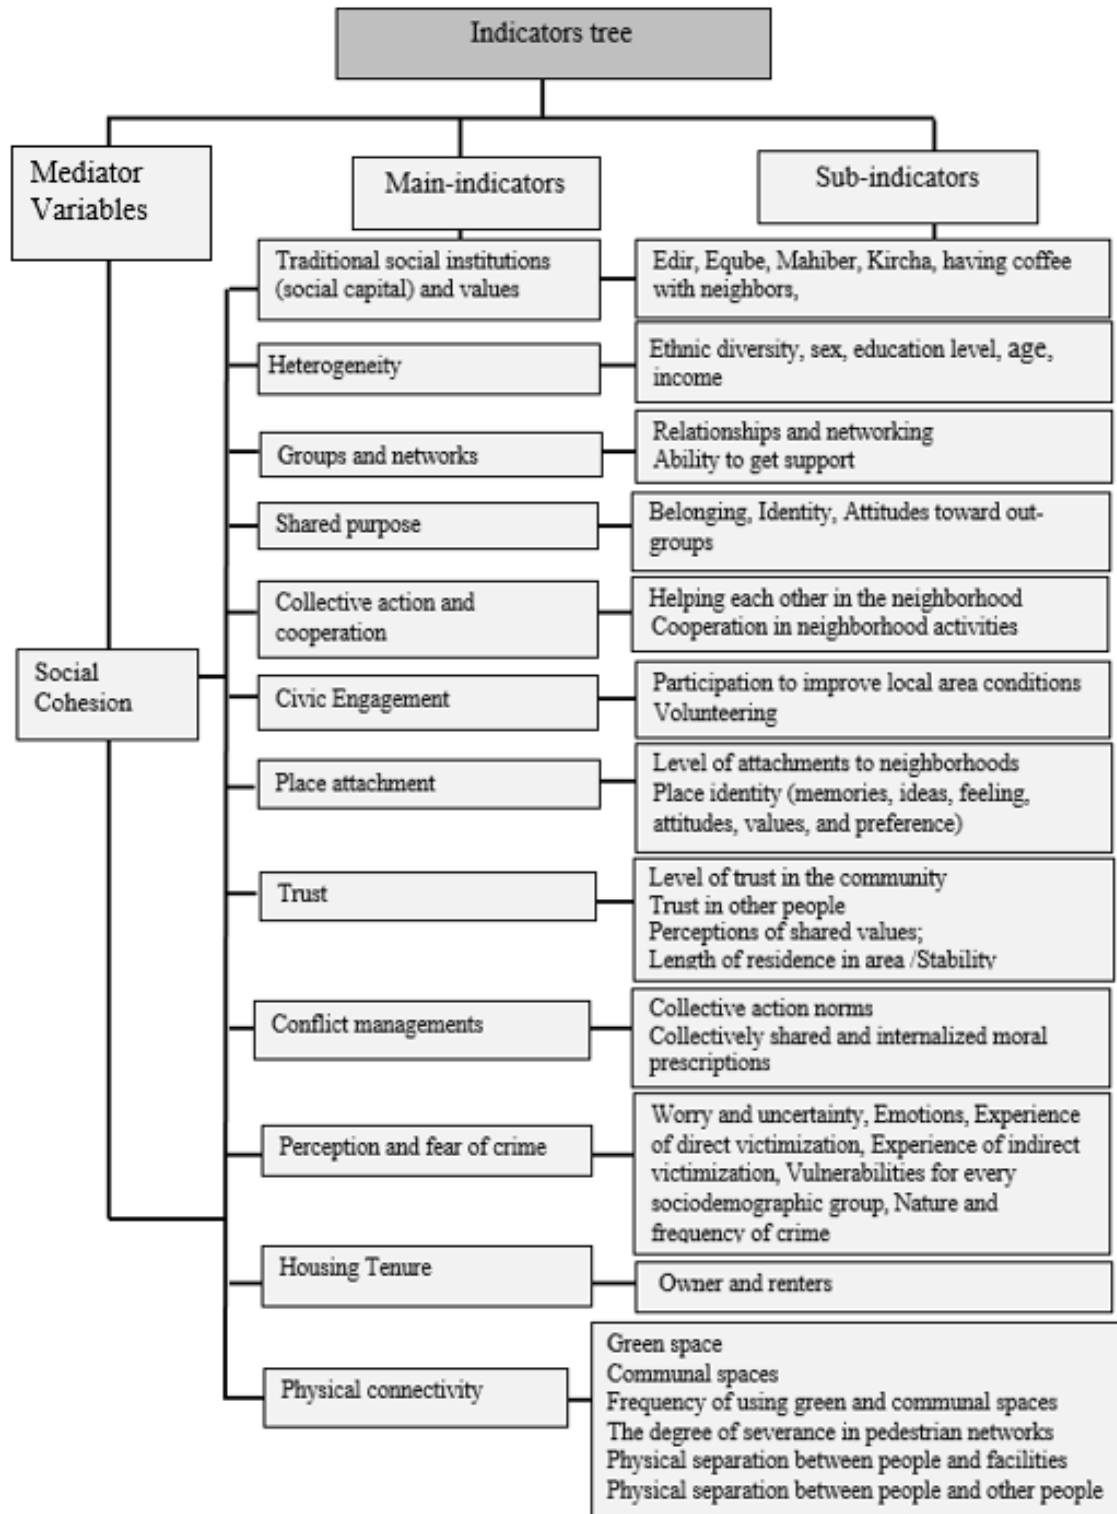 Indicators tree
Mediator
Variables
Main-indicators
Sub-indicators
Traditional social institutions
(social capital) and values
Edir, Eqube, Mahiber, Kircha, having coffee
with neighbors,
Heterogeneity
Ethnic diversity, sex, education level, age,
income
Groups and networks
Relationships and networking
Ability to get support
Shared purpose
Belonging, Identity, Attitudes toward out-
groups
Collective action and
cooperation
Helping each other in the neighborhood
Cooperation in neighborhood activities
Social
Cohesion
Civic Engagement
Participation to improve local area conditions
Volunteering
Place attachment
Level of attachments to neighborhoods
Place identity (memories, ideas, feeling,
attitudes, values, and preference)
Trust
Level of trust in the community
Trust in other people
Perceptions of shared values;
Length of residence in area /Stability
Conflict managements
Collective action norms
Collectively shared and internalized moral
prescriptions
Perception and fear of crime
Worry and uncertainty, Emotions, Experience
of direct victimization, Experience of indirect
victimization, Vulnerabilities for every
sociodemographic group, Nature and
frequency of crime
Housing Tenure
Owner and renters
Physical connectivity
Green space
Communal spaces
Frequency of using green and communal spaces
The degree of severance in pedestrian networks
Physical separation between people and facilities
Physical separation between people and other people